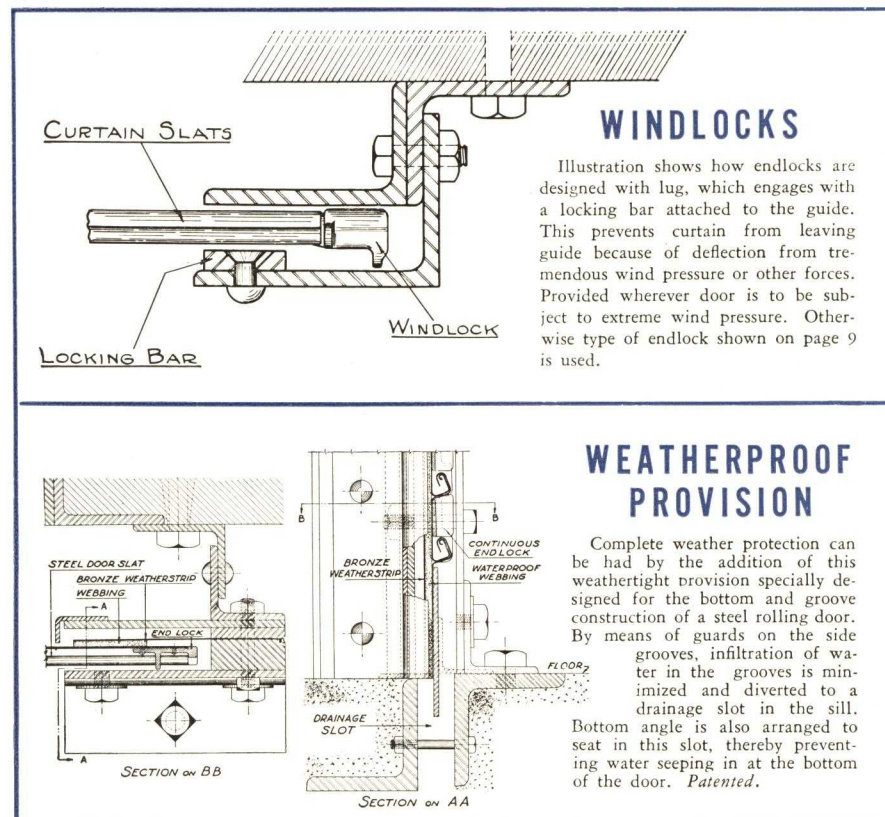 CURTAIN SLATS
WINDLOCK
LOCKING BAR
WINDLOCKS
Illustration shows how endlocks are
designed with lug, which engages with
a locking bar attached to the guide.
This prevents curtain from leaving
guide because of deflection from tre-
mendous wind pressure or other forces.
Provided wherever door is to be sub-
ject to extreme wind pressure. Other-
wise type of endlock shown on page 9
is used.
STEEL DOOR SLAT
BRONZE WEATHERSTRIP
WEBBING
A
END LOCK
A
SECTION ON BB
B
B
CONTINUOUS
END LOCK
BRONZE
WEATHERSTRIP
WATERPROOF
WEBBING
FLOOR
DRAINAGE
SLOT
SECTION ON AA
WEATHERPROOF
PROVISION
Complete weather protection can
be had by the addition of this
weathertight provision specially de-
signed for the bottom and groove
construction of a steel rolling door.
By means of guards on the side
grooves, infiltration of wa-
ter in the grooves is min-
imized and diverted to a
drainage slot in the sill.
Bottom angle is also arranged to
seat in this slot, thereby prevent-
ing water seeping in at the bottom
of the door. Patented.